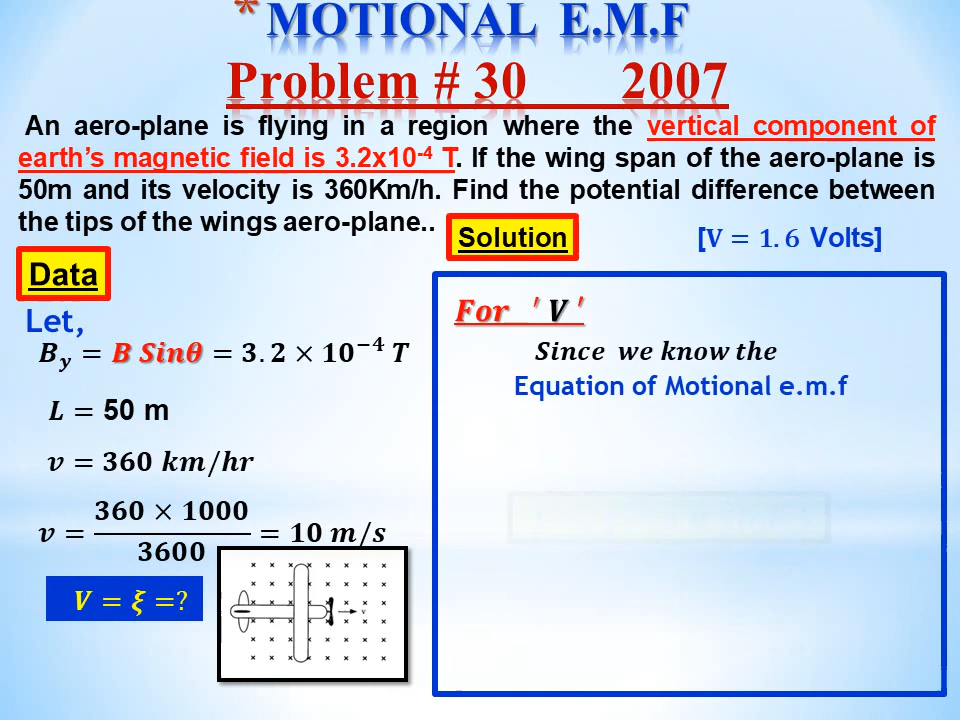 * MOTIONAL E.M.F
Problem # 30 2007
An aero-plane is flying in a region where the vertical component of
earth's magnetic field is 3.2x10⁻⁴ T. If the wing span of the aero-plane is
50m and its velocity is 360Km/h. Find the potential difference between
the tips of the wings aero-plane..
Solution
[V = 1.6 Volts]
Data
Let,
B_y = B Sinθ = 3.2 × 10⁻⁴ T
L = 50 m
v = 360 km/hr
v = 360 × 1000 / 3600 = 10 m/s
V = ξ =?
v
For ′ V ′
Since we know the
Equation of Motional e.m.f